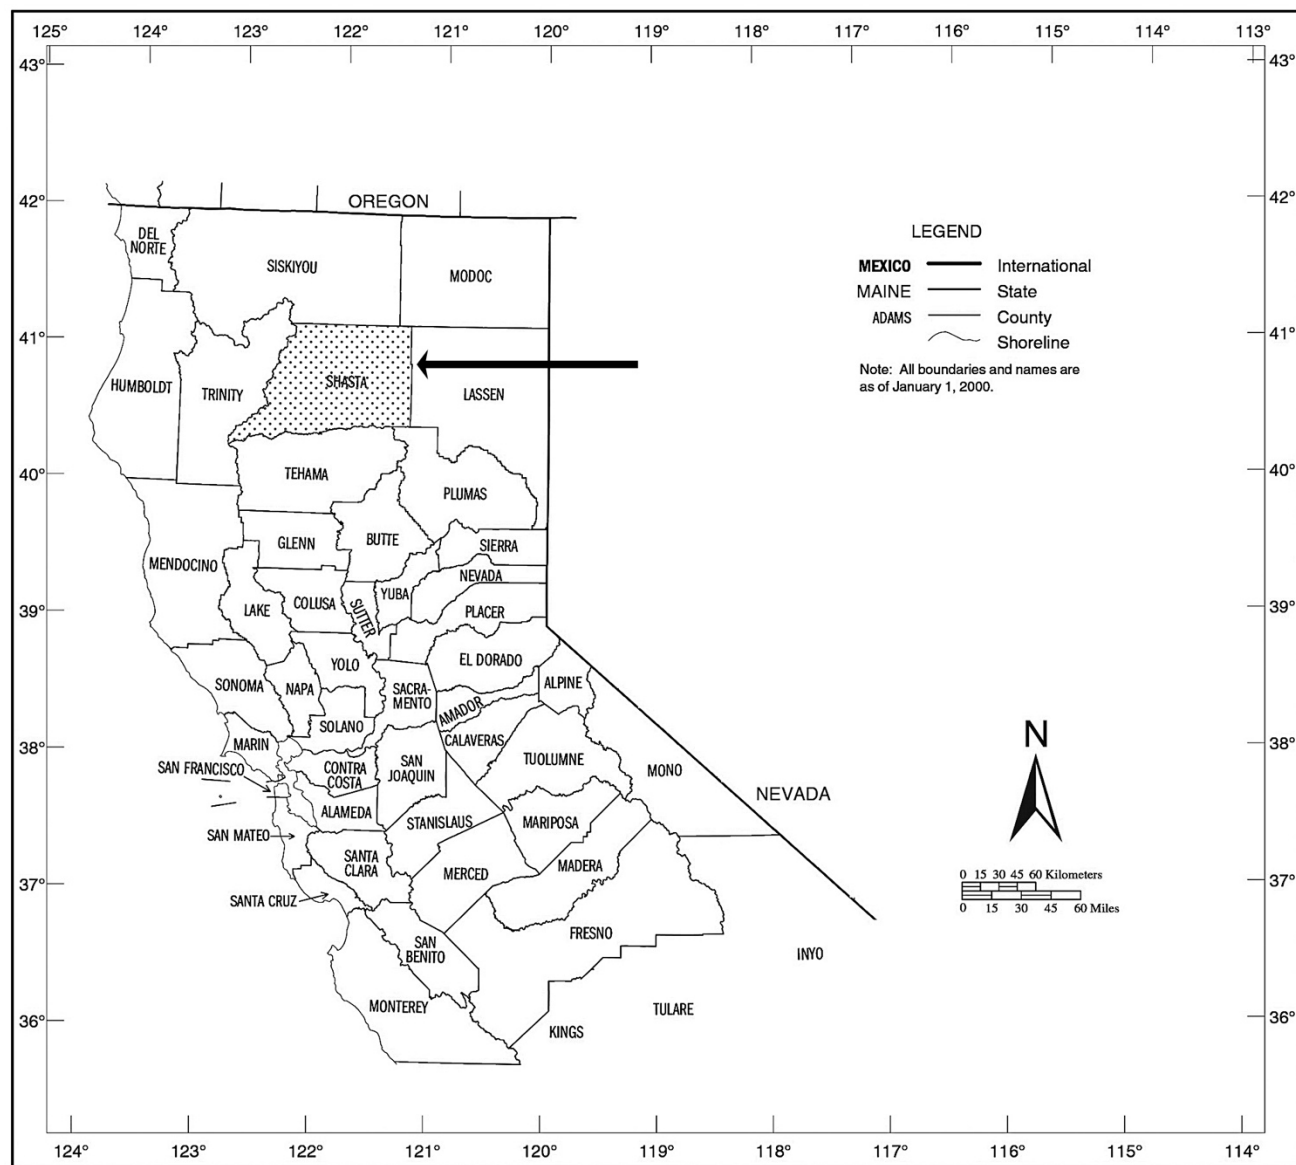 125° 124° 123° 122° 121° 120° 119° 118° 117° 116° 115° 114° 113°
43° 43°
42° 42°
OREGON
DEL
NORTE
SISKIYOU
MODOC
LEGEND
MEXICO International
MAINE State
ADAMS County
Shoreline
Note: All boundaries and names are
as of January 1, 2000.
41° 41°
HUMBOLDT
TRINITY
SHASTA
LASSEN
40° 40°
TEHAMA
PLUMAS
GLENN
BUTTE
SIERRA
MENDOCINO
NEVADA
LAKE
COLUSA
SUTTER
YUBA
PLACER
39° 39°
SONOMA
NAPA
YOLO
EL DORADO
SACRA-
MENTO
ALPINE
SOLANO
AMADOR
MARIN
CALAVERAS
38° 38°
SAN FRANCISCO
CONTRA
COSTA
SAN
JOAQUIN
TUOLUMNE
MONO
N
NEVADA
ALAMEDA
STANISLAUS
MARIPOSA
SAN MATEO
SANTA
CLARA
MERCED
MADERA
37° 37°
0 15 30 45 60 Kilometers
0 15 30 45 60 Miles
SANTA CRUZ
FRESNO
SAN
BENITO
INYO
MONTEREY
TULARE
KINGS
36° 36°
124° 123° 122° 121° 120° 119° 118° 117° 116° 115° 114°